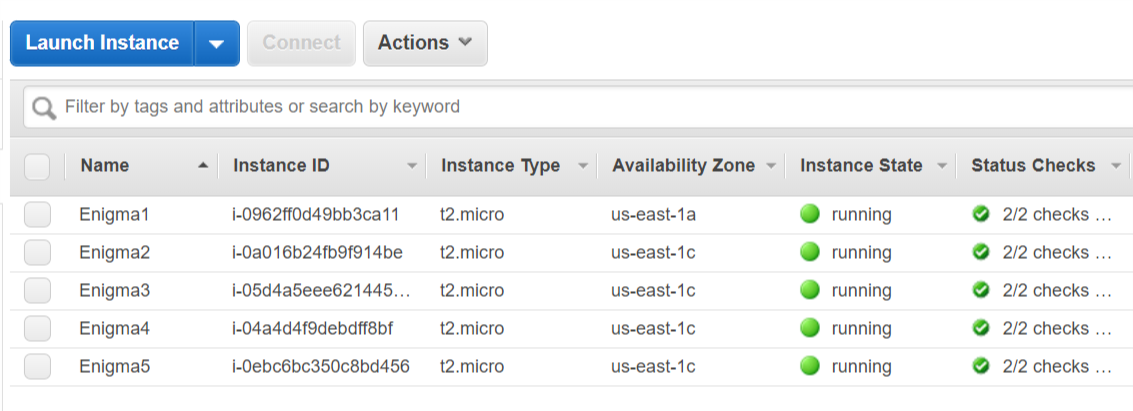 Launch Instance Connect Actions
Filter by tags and attributes or search by keyword
Name Instance ID Instance Type Availability Zone Instance State Status Checks
Enigma1 i-0962ff0d49bb3ca11 t2.micro us-east-1a running 2/2 checks ...
Enigma2 i-0a016b24fb9f914be t2.micro us-east-1c running 2/2 checks ...
Enigma3 i-05d4a5eee621445... t2.micro us-east-1c running 2/2 checks ...
Enigma4 i-04a4d4f9debdff8bf t2.micro us-east-1c running 2/2 checks ...
Enigma5 i-0ebc6bc350c8bd456 t2.micro us-east-1c running 2/2 checks ...